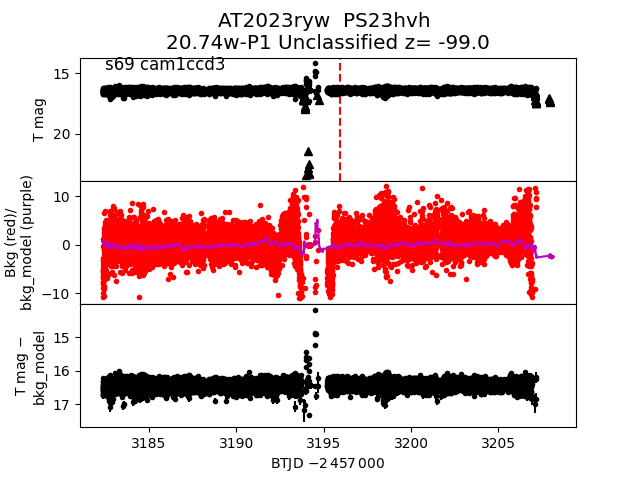 AT2023ryw  PS23hvh
20.74w-P1 Unclassified z= -99.0
s69 cam1ccd3
T mag
15
20
Bkg (red)/
bkg_model (purple)
10
0
−10
T mag −
bkg_model
15
16
17
3185
3190
3195
3200
3205
BTJD −2 457 000